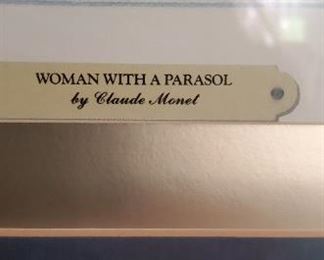 WOMAN WITH A PARASOL
by Claude Monet